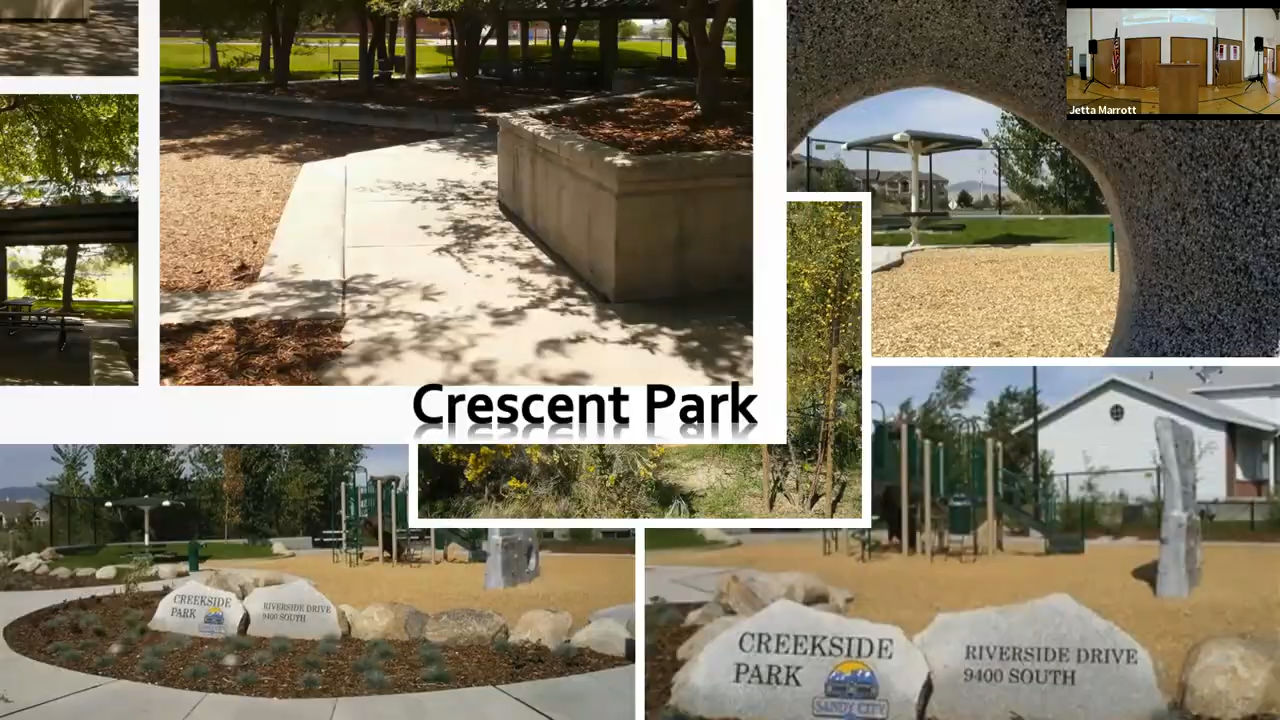 Jetta Marrott
Crescent Park
CREEKSIDE
PARK
RIVERSIDE DRIVE
9400 SOUTH
CREEKSIDE
PARK
SANDY CITY
RIVERSIDE DRIVE
9400 SOUTH